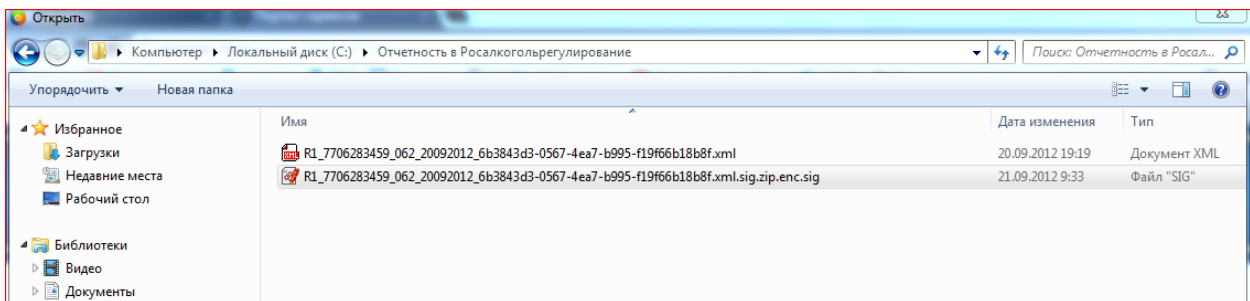 Открыть
Компьютер ▸ Локальный диск (C:) ▸ Отчетность в Росалкогольрегулирование
Поиск: Отчетность в Росал...
Упорядочить Новая папка
Имя Дата изменения Тип
Избранное
Загрузки
Недавние места
Рабочий стол
Библиотеки
Видео
Документы
R1_7706283459_062_20092012_6b3843d3-0567-4ea7-b995-f19f66b18b8f.xml 20.09.2012 19:19 Документ XML
R1_7706283459_062_20092012_6b3843d3-0567-4ea7-b995-f19f66b18b8f.xml.sig.zip.enc.sig 21.09.2012 9:33 Файл "SIG"